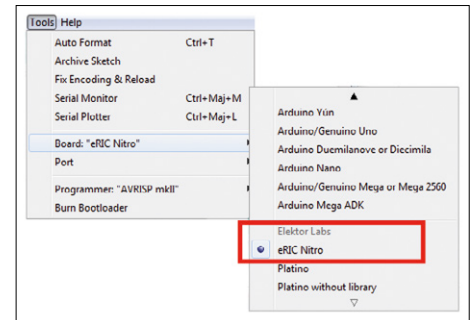 Tools Help
Auto Format Ctrl+T
Archive Sketch
Fix Encoding & Reload
Serial Monitor Ctrl+Maj+M
Serial Plotter Ctrl+Maj+L
Board: "eRIC Nitro"
Port
Programmer: "AVRISP mkII"
Burn Bootloader
Arduino Yún
Arduino/Genuino Uno
Arduino Duemilanove or Diecimila
Arduino Nano
Arduino/Genuino Mega or Mega 2560
Arduino Mega ADK
Elektor Labs
eRIC Nitro
Platino
Platino without library